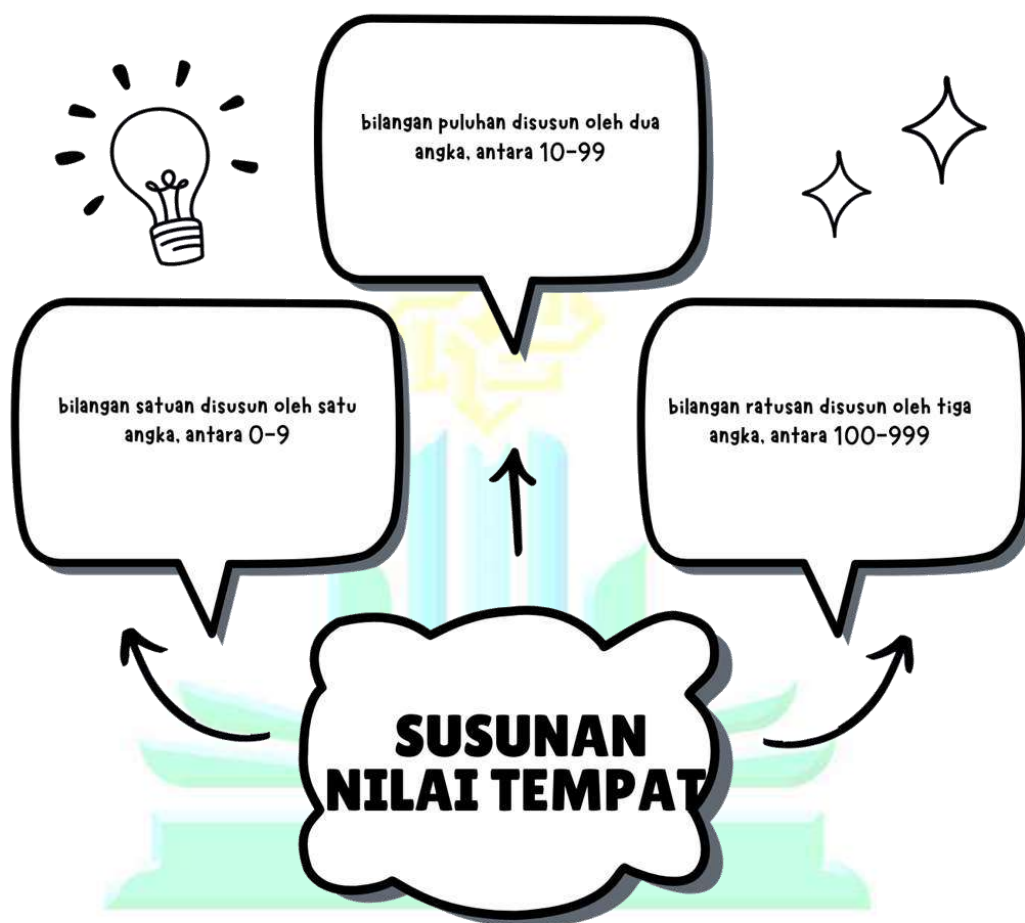 bilangan puluhan disusun oleh dua
angka, antara 10-99
bilangan satuan disusun oleh satu
angka, antara 0-9
bilangan ratusan disusun oleh tiga
angka, antara 100-999
SUSUNAN
NILAI TEMPAT